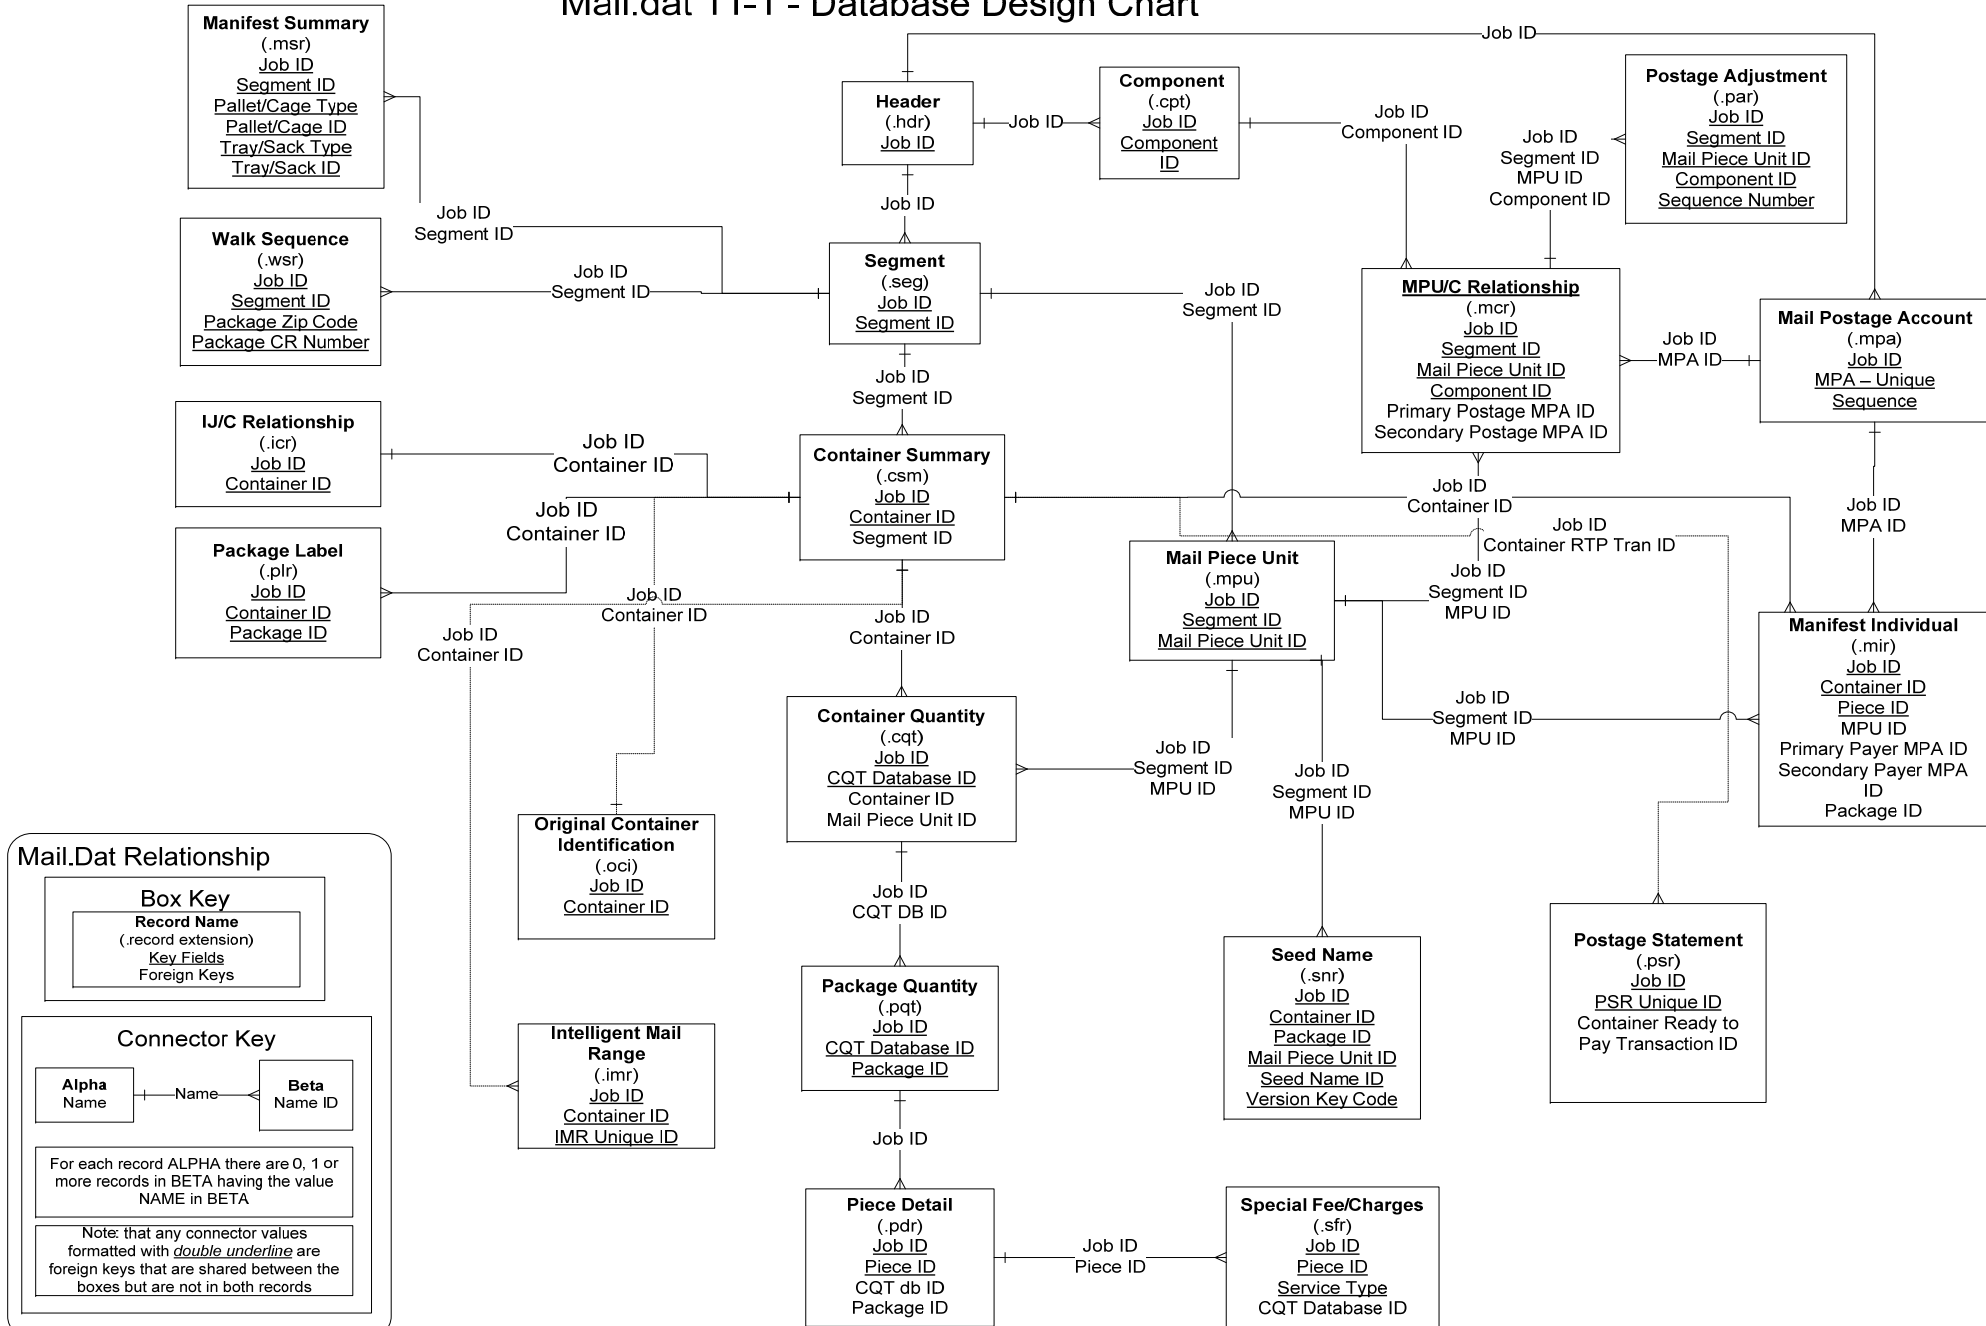 Mail.dat 11-1 - Database Design Chart
Manifest Summary
(.msr)
Job ID
Segment ID
Pallet/Cage Type
Pallet/Cage ID
Tray/Sack Type
Tray/Sack ID
Job ID
Segment ID
Header
(.hdr)
Job ID
Job ID
Component
(.cpt)
Job ID
Component
ID
Job ID
Job ID
Component ID
Postage Adjustment
(.par)
Job ID
Segment ID
Mail Piece Unit ID
Component ID
Sequence Number
Job ID
Segment ID
MPU ID
Component ID
Job ID
Walk Sequence
(.wsr)
Job ID
Segment ID
Package Zip Code
Package CR Number
Job ID
Segment ID
Segment
(.seg)
Job ID
Segment ID
Job ID
Segment ID
MPU/C Relationship
(.mcr)
Job ID
Segment ID
Mail Piece Unit ID
Component ID
Primary Postage MPA ID
Secondary Postage MPA ID
Job ID
MPA ID
Mail Postage Account
(.mpa)
Job ID
MPA – Unique
Sequence
Job ID
Segment ID
IJ/C Relationship
(.icr)
Job ID
Container ID
Job ID
Container ID
Container Summary
(.csm)
Job ID
Container ID
Segment ID
Job ID
Container ID
Job ID
Container RTP Tran ID
Job ID
MPA ID
Package Label
(.plr)
Job ID
Container ID
Package ID
Job ID
Container ID
Job ID
Container ID
Job ID
Container ID
Job ID
Container ID
Mail Piece Unit
(.mpu)
Job ID
Segment ID
Mail Piece Unit ID
Job ID
Segment ID
MPU ID
Manifest Individual
(.mir)
Job ID
Container ID
Piece ID
MPU ID
Primary Payer MPA ID
Secondary Payer MPA
ID
Package ID
Job ID
Segment ID
MPU ID
Container Quantity
(.cqt)
Job ID
CQT Database ID
Container ID
Mail Piece Unit ID
Job ID
Segment ID
MPU ID
Job ID
Segment ID
MPU ID
Original Container
Identification
(.oci)
Job ID
Container ID
Job ID
CQT DB ID
Mail.Dat Relationship
Box Key
Record Name
(.record extension)
Key Fields
Foreign Keys
Connector Key
Alpha
Name
Name
Beta
Name ID
For each record ALPHA there are 0, 1 or
more records in BETA having the value
NAME in BETA
Note: that any connector values
formatted with double underline are
foreign keys that are shared between the
boxes but are not in both records
Intelligent Mail
Range
(.imr)
Job ID
Container ID
IMR Unique ID
Package Quantity
(.pqt)
Job ID
CQT Database ID
Package ID
Seed Name
(.snr)
Job ID
Container ID
Package ID
Mail Piece Unit ID
Seed Name ID
Version Key Code
Postage Statement
(.psr)
Job ID
PSR Unique ID
Container Ready to
Pay Transaction ID
Job ID
Piece Detail
(.pdr)
Job ID
Piece ID
CQT db ID
Package ID
Job ID
Piece ID
Special Fee/Charges
(.sfr)
Job ID
Piece ID
Service Type
CQT Database ID